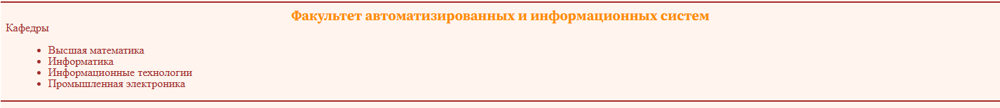 Факультет автоматизированных и информационных систем
Кафедры
• Высшая математика
• Информатика
• Информационные технологии
• Промышленная электроника